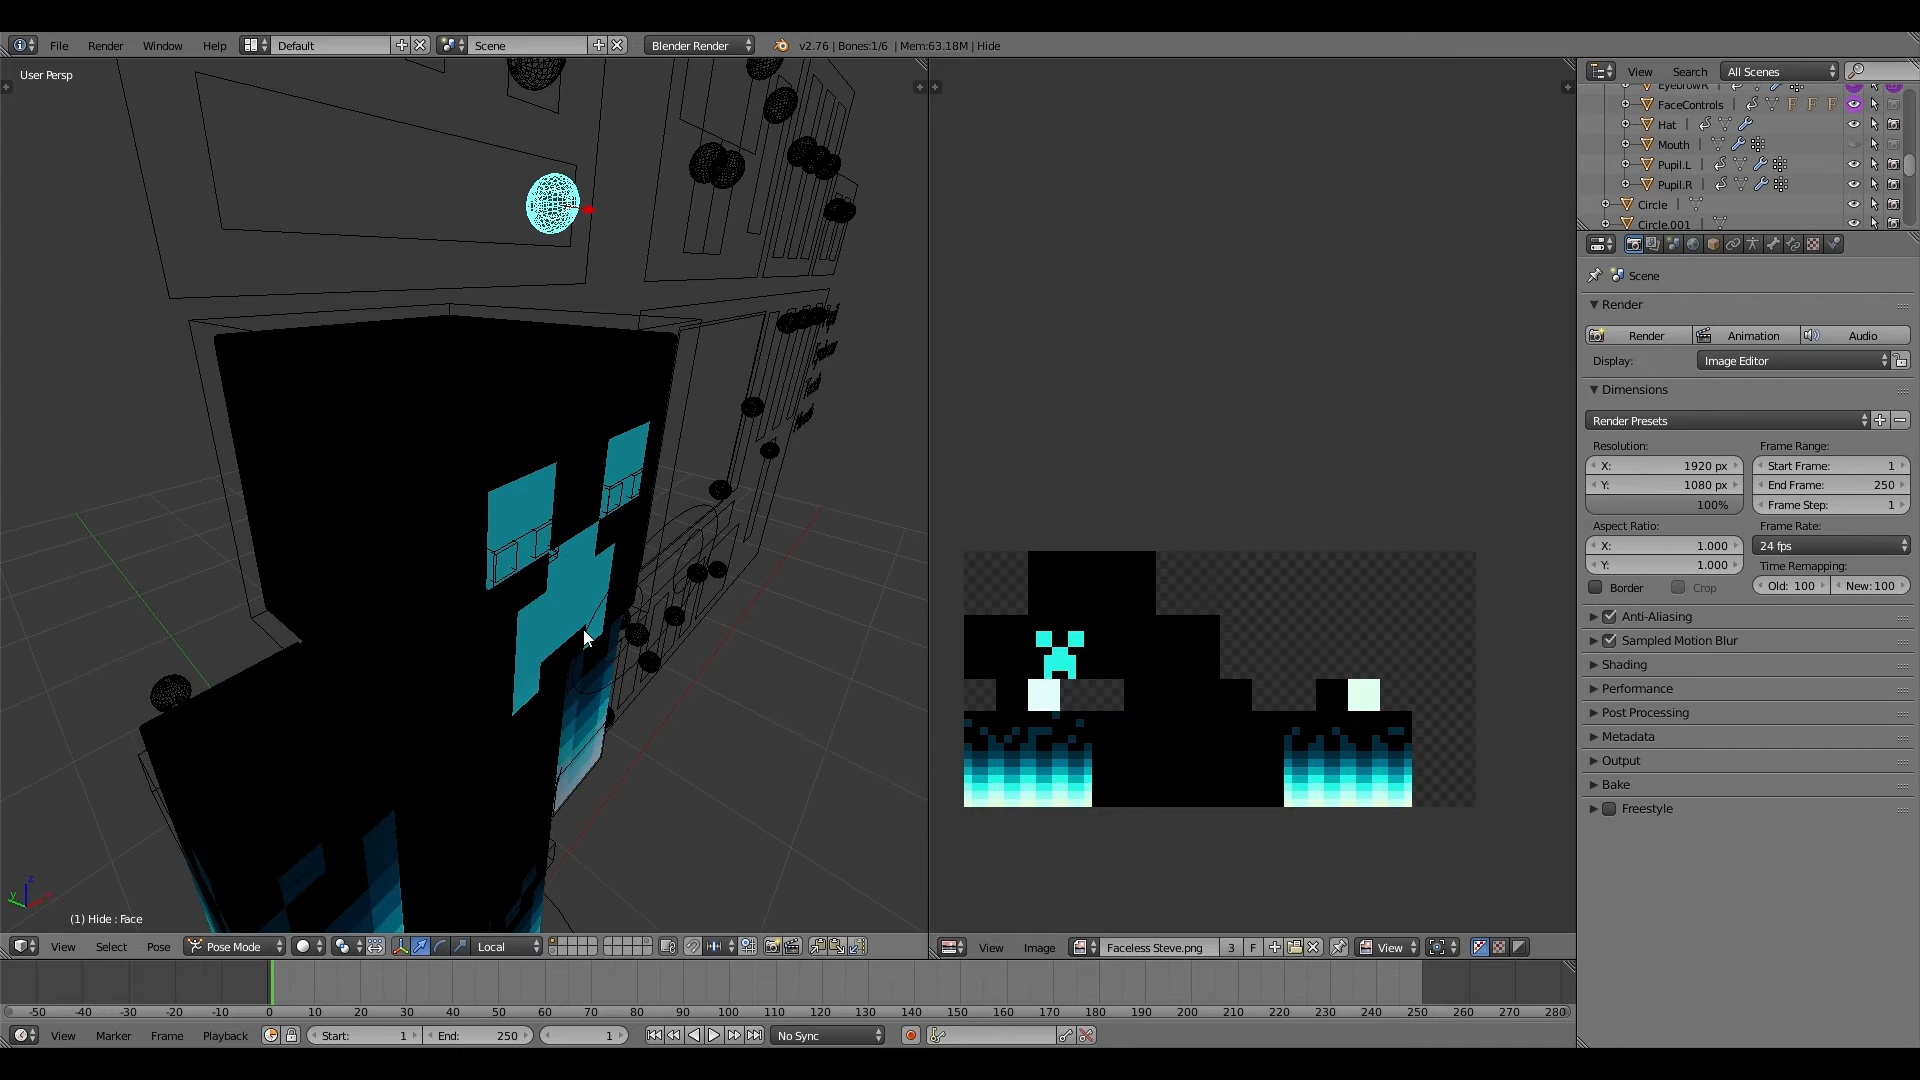 File Render Window Help Default Scene Blender Render v2.76 | Bones:1/6 | Mem:63.18M | Hide
User Persp
View Search All Scenes
EyebrowR
FaceControls
Hat
Mouth
Pupil.L
Pupil.R
Circle
Circle.001
Scene
Render
Render Animation Audio
Display: Image Editor
Dimensions
Render Presets
Resolution: Frame Range:
X: 1920 px Start Frame: 1
Y: 1080 px End Frame: 250
100% Frame Step: 1
Aspect Ratio: Frame Rate:
X: 1.000 24 fps
Y: 1.000 Time Remapping:
Border Crop Old: 100 New: 100
Anti-Aliasing
Sampled Motion Blur
Shading
Performance
Post Processing
Metadata
Output
Bake
Freestyle
z
y
(1) Hide : Face
View Select Pose Pose Mode Local
View Image Faceless Steve.png 3 F View
-50 -40 -30 -20 -10 0 10 20 30 40 50 60 70 80 90 100 110 120 130 140 150 160 170 180 190 200 210 220 230 240 250 260 270 280
View Marker Frame Playback Start: 1 End: 250 1 No Sync